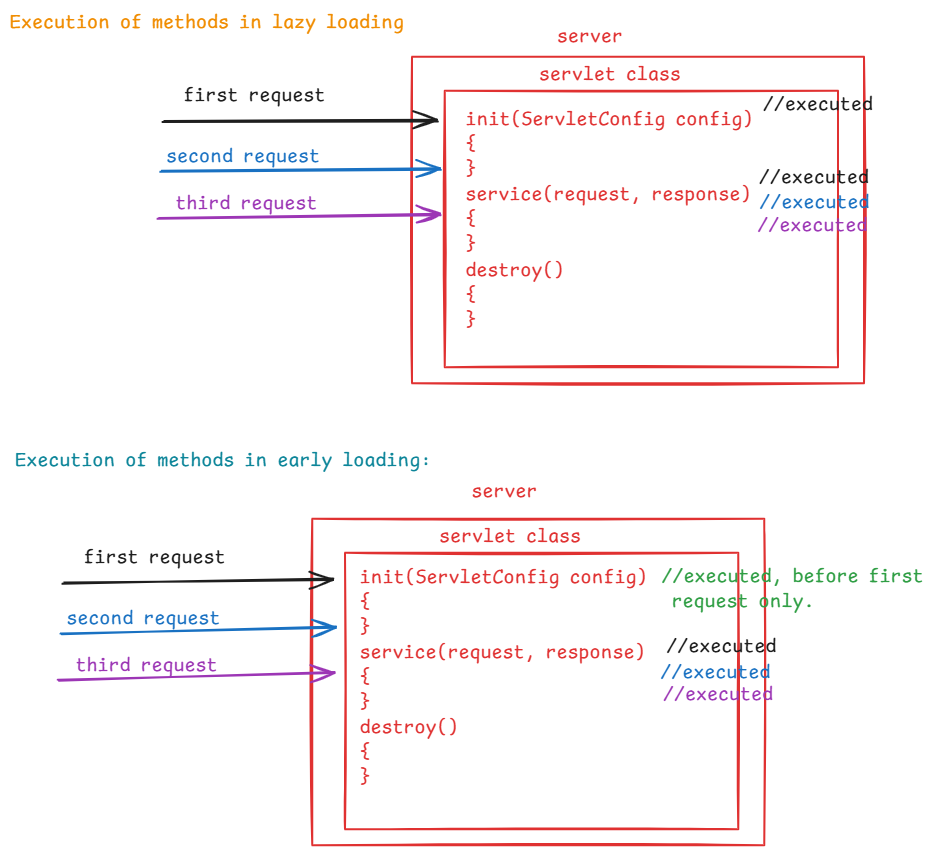 Execution of methods in lazy loading
server
servlet class
first request
//executed
init(ServletConfig config)
{
second request
}
//executed
service(request, response)
//executed
third request
{
//executed
}
destroy()
{
}
Execution of methods in early loading:
server
servlet class
first request
init(ServletConfig config)
//executed, before first
{
request only.
second request
}
service(request, response)
//executed
third request
{
//executed
//executed
}
destroy()
{
}